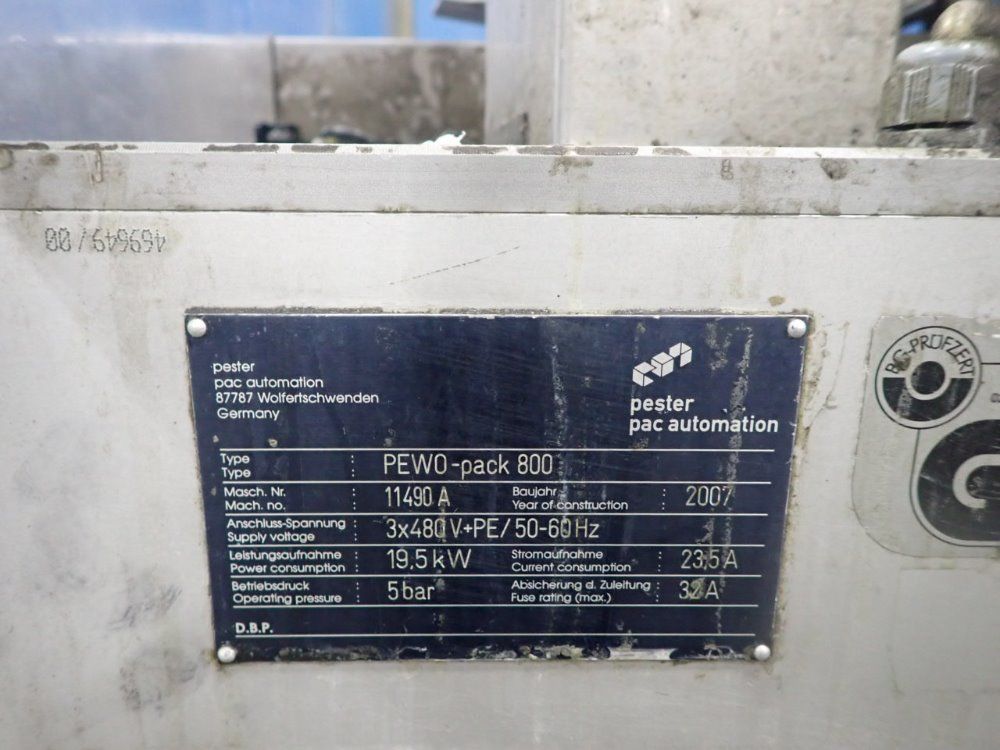 pester
pac automation
87787 Wolfertschwenden
Germany
pester
pac automation
Type : PEWO-pack 800
Type
Masch. Nr. : 11490 A Baujahr : 2007
Mach. no. Year of construction
Anschluss-Spannung : 3x480V+PE/50-60Hz
Supply voltage
Leistungsaufnahme : 19.5 kW Stromaufnahme : 23,5 A
Power consumption Current consumption
Betriebsdruck : 5 bar Absicherung d. Zuleitung : 32 A
Operating pressure Fuse rating (max.)
D.B.P.
BG-PRÜFZERT